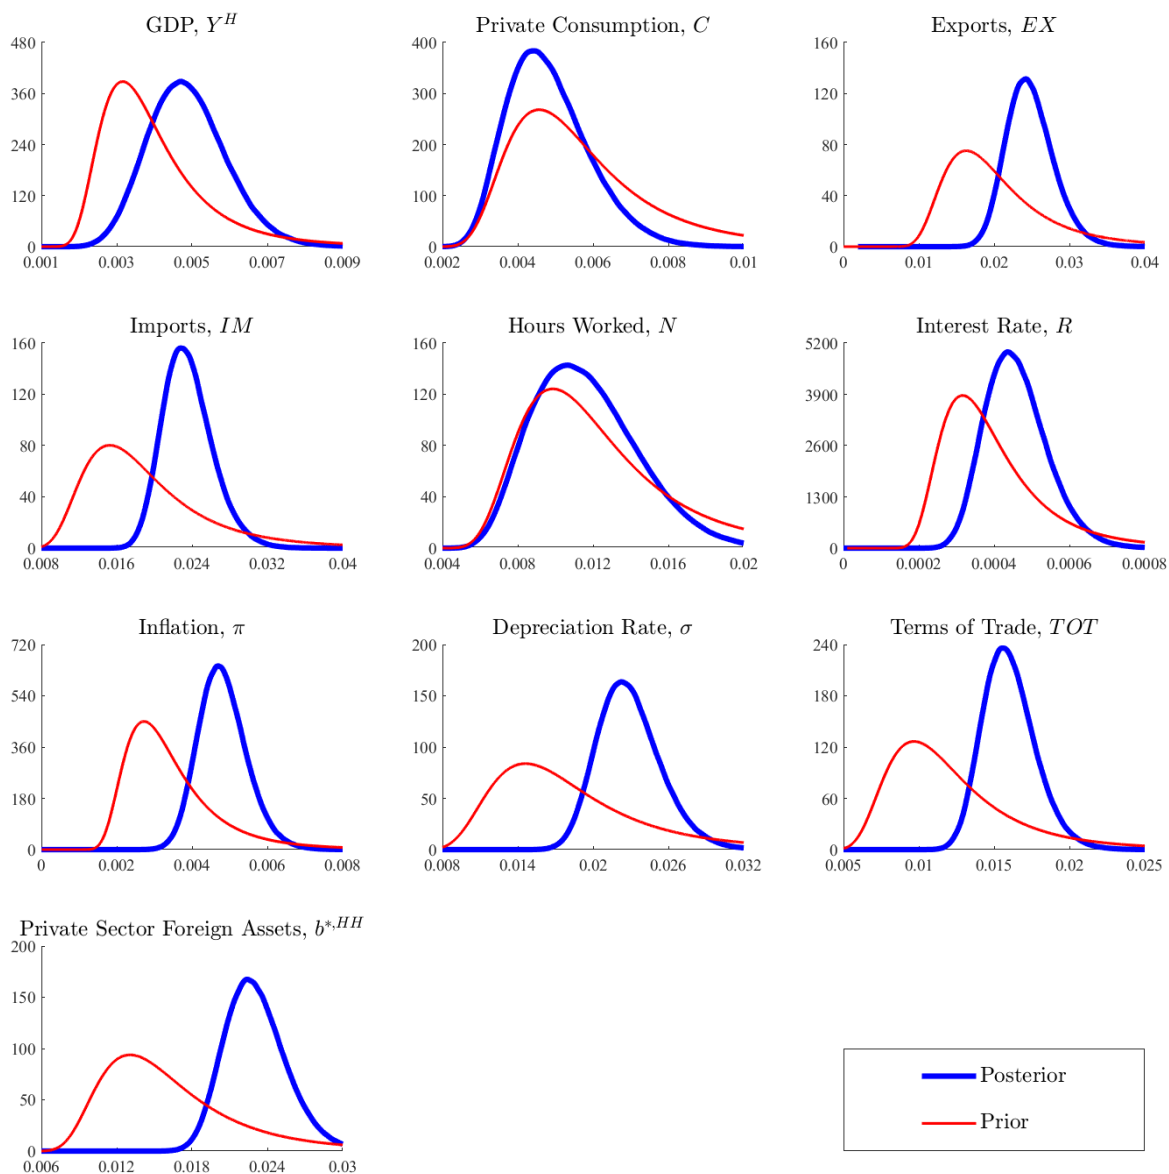 GDP, Y^H
Private Consumption, C
Exports, EX
480
360
240
120
0
0.001 0.003 0.005 0.007 0.009
400
300
200
100
0
0.002 0.004 0.006 0.008 0.01
160
120
80
40
0
0 0.01 0.02 0.03 0.04
Imports, IM
Hours Worked, N
Interest Rate, R
160
120
80
40
0
0.008 0.016 0.024 0.032 0.04
160
120
80
40
0
0.004 0.008 0.012 0.016 0.02
5200
3900
2600
1300
0
0 0.0002 0.0004 0.0006 0.0008
Inflation, π
Depreciation Rate, σ
Terms of Trade, TOT
720
540
360
180
0
0 0.002 0.004 0.006 0.008
200
150
100
50
0
0.008 0.014 0.02 0.026 0.032
240
180
120
60
0
0.005 0.01 0.015 0.02 0.025
Private Sector Foreign Assets, b^{*,HH}
200
150
100
50
0
0.006 0.012 0.018 0.024 0.03
Posterior
Prior